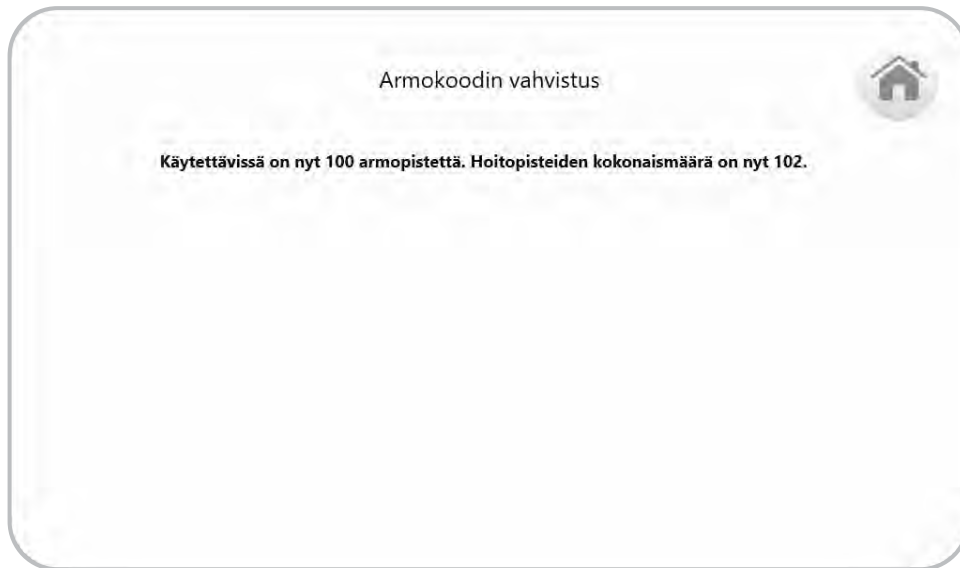 Armokoodin vahvistus
Käytettävissä on nyt 100 armopistettä. Hoitopisteiden kokonaismäärä on nyt 102.